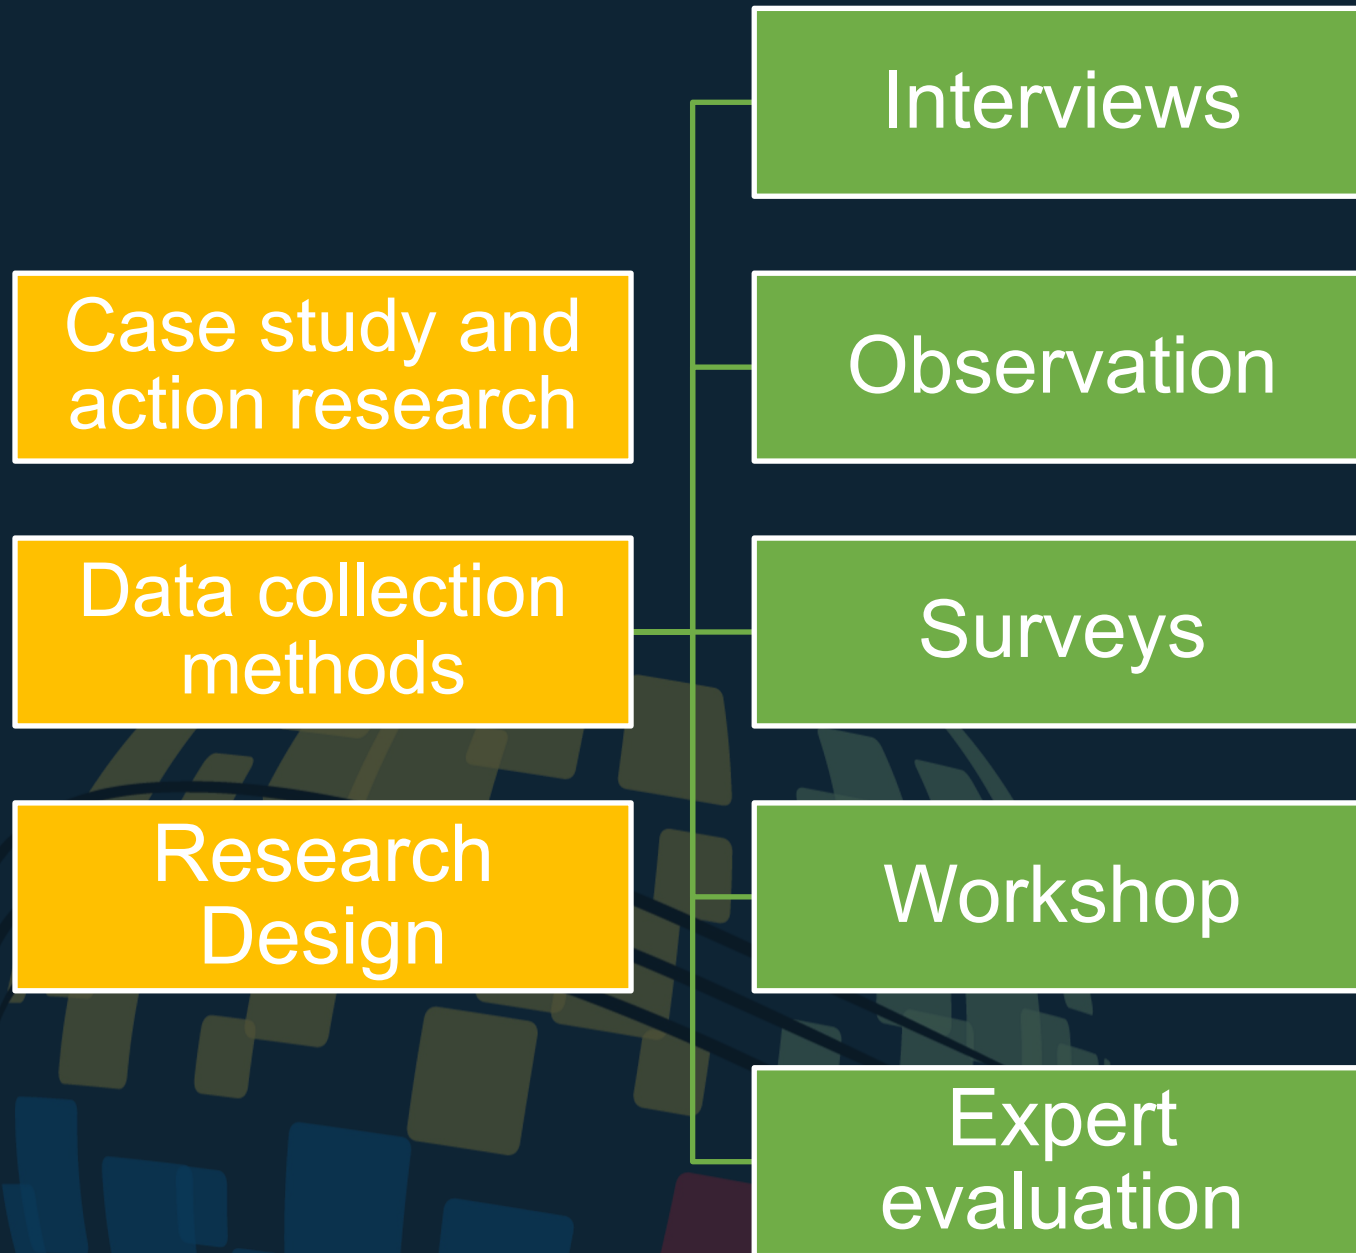 Case study and
action research
Data collection
methods
Research
Design
Interviews
Observation
Surveys
Workshop
Expert
evaluation